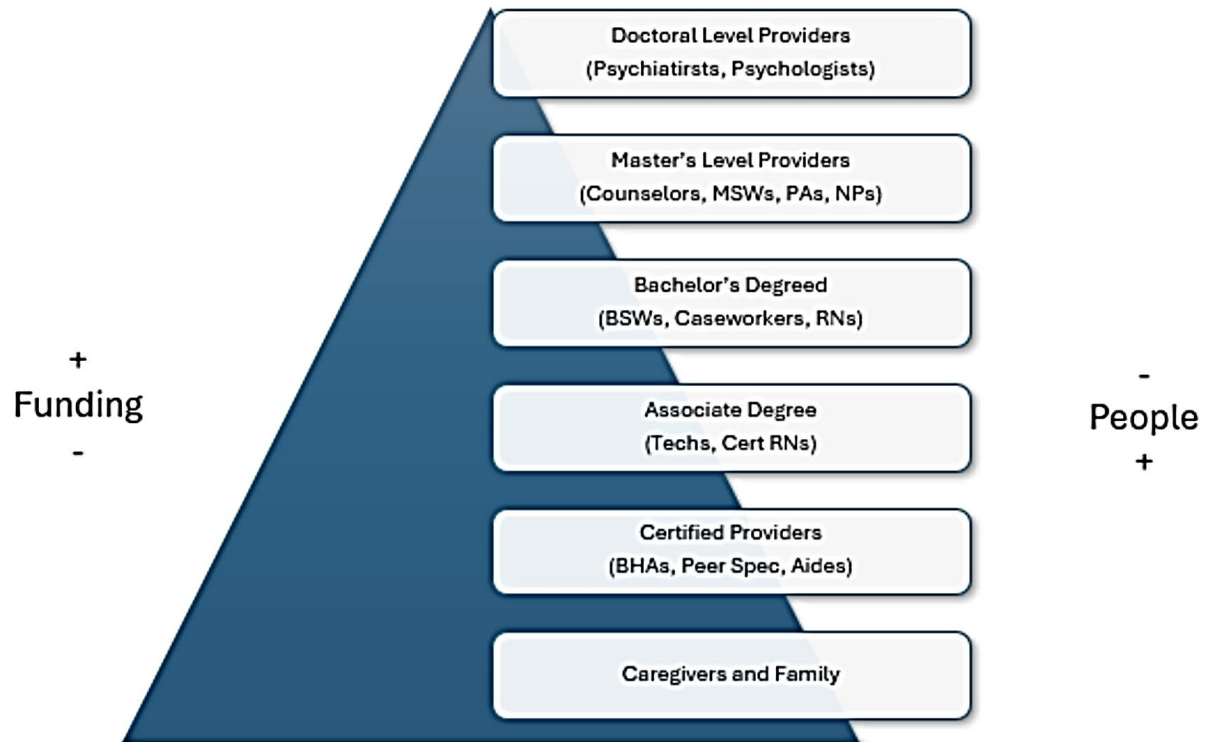 Doctoral Level Providers
(Psychiatirsts, Psychologists)
Master's Level Providers
(Counselors, MSWs, PAs, NPs)
Bachelor's Degreed
(BSWs, Caseworkers, RNs)
+
Funding
-
-
People
+
Associate Degree
(Techs, Cert RNs)
Certified Providers
(BHAs, Peer Spec, Aides)
Caregivers and Family